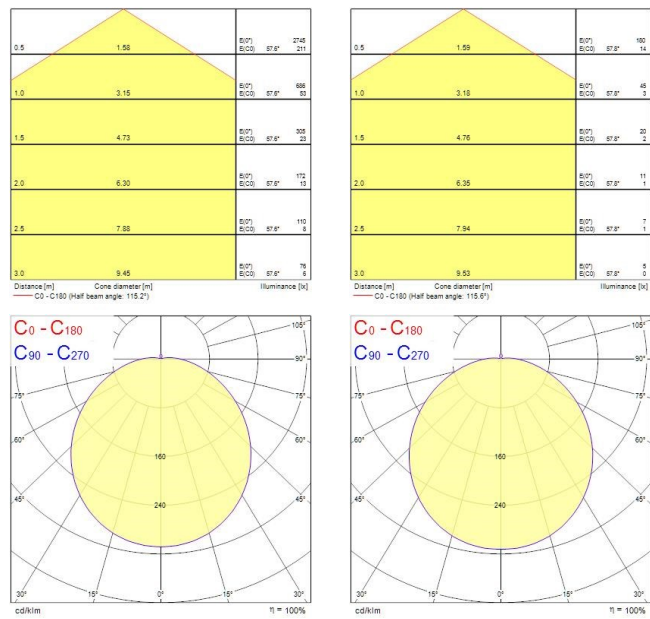 0.5 1.58 E(0°) 2745
E(C0) 57.6° 211
1.0 3.15 E(0°) 686
E(C0) 57.6° 53
1.5 4.73 E(0°) 305
E(C0) 57.6° 23
2.0 6.30 E(0°) 172
E(C0) 57.6° 13
2.5 7.88 E(0°) 110
E(C0) 57.6° 8
3.0 9.45 E(0°) 76
E(C0) 57.6° 6
Distance [m] Cone diameter [m] Illuminance [lx]
C0 - C180 (Half beam angle: 115.2°)
0.5 1.59 E(0°) 180
E(C0) 57.8° 14
1.0 3.18 E(0°) 45
E(C0) 57.8° 3
1.5 4.76 E(0°) 20
E(C0) 57.8° 2
2.0 6.35 E(0°) 11
E(C0) 57.8° 1
2.5 7.94 E(0°) 7
E(C0) 57.8° 1
3.0 9.53 E(0°) 5
E(C0) 57.8° 0
Distance [m] Cone diameter [m] Illuminance [lx]
C0 - C180 (Half beam angle: 115.6°)
C0 - C180
C90 - C270
105°
90°
75° 75°
60° 60°
160
45° 240 45°
30° 15° 0° 15° 30°
cd/klm η = 100%
C0 - C180
C90 - C270
105°
90°
75° 75°
60° 60°
160
45° 240 45°
30° 15° 0° 15° 30°
cd/klm η = 100%